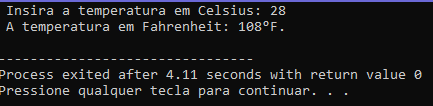 Insira a temperatura em Celsius: 28
A temperatura em Fahrenheit: 108ºF.
--------------------------------
Process exited after 4.11 seconds with return value 0
Pressione qualquer tecla para continuar. . .